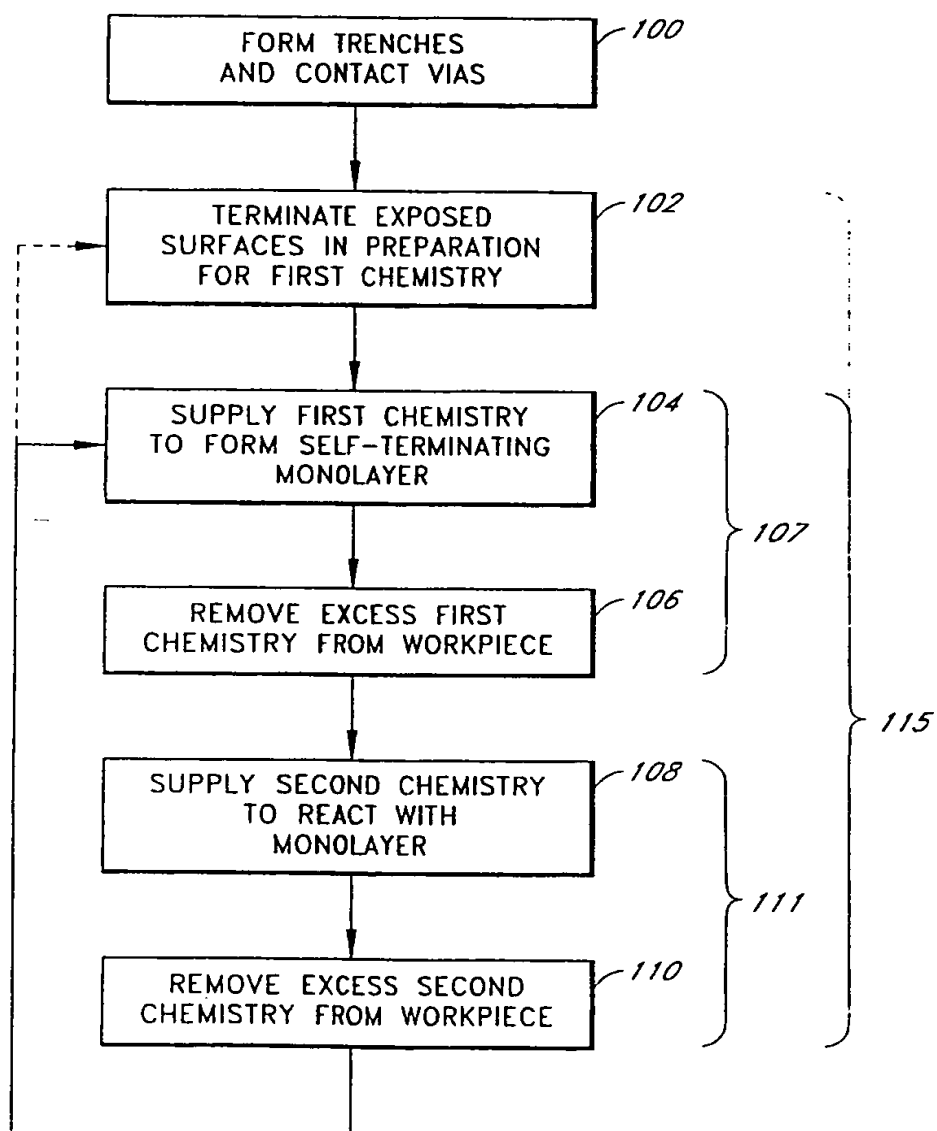 FORM TRENCHES
AND CONTACT VIAS
100
TERMINATE EXPOSED
SURFACES IN PREPARATION
FOR FIRST CHEMISTRY
102
SUPPLY FIRST CHEMISTRY
TO FORM SELF-TERMINATING
MONOLAYER
104
107
REMOVE EXCESS FIRST
CHEMISTRY FROM WORKPIECE
106
115
SUPPLY SECOND CHEMISTRY
TO REACT WITH
MONOLAYER
108
111
REMOVE EXCESS SECOND
CHEMISTRY FROM WORKPIECE
110